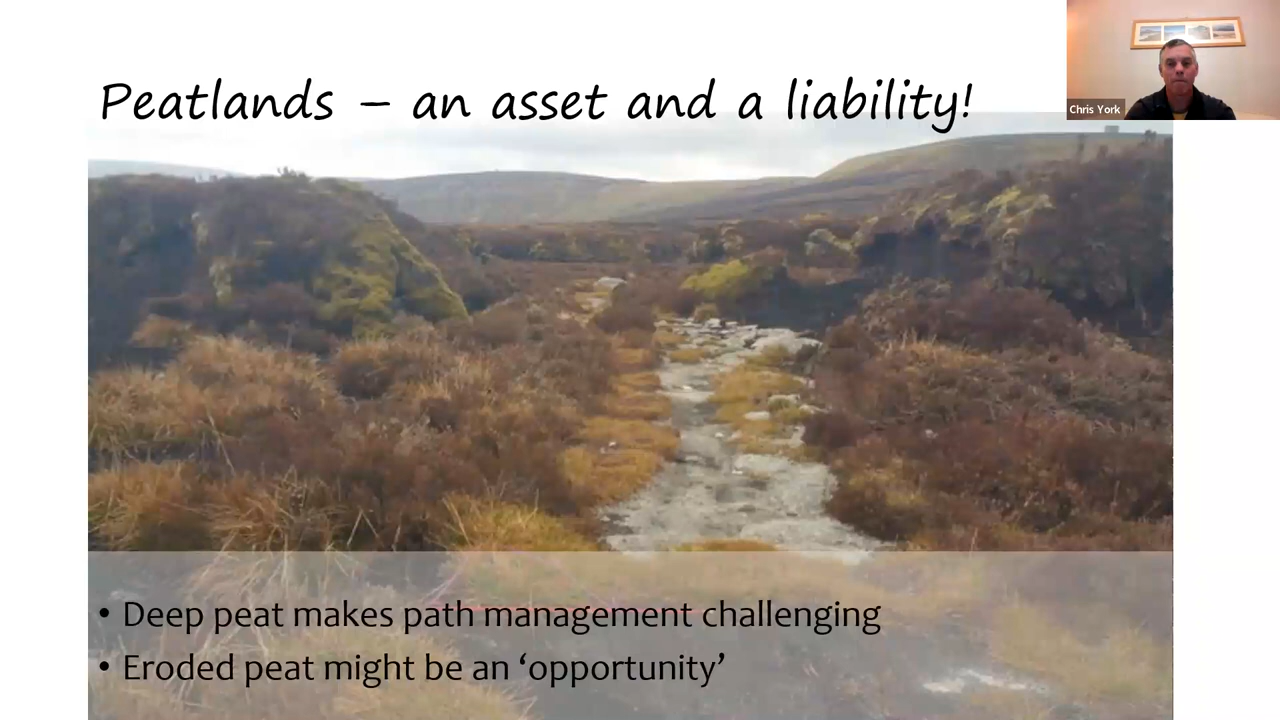 Peatlands – an asset and a liability!
Chris York
• Deep peat makes path management challenging
• Eroded peat might be an ‘opportunity’